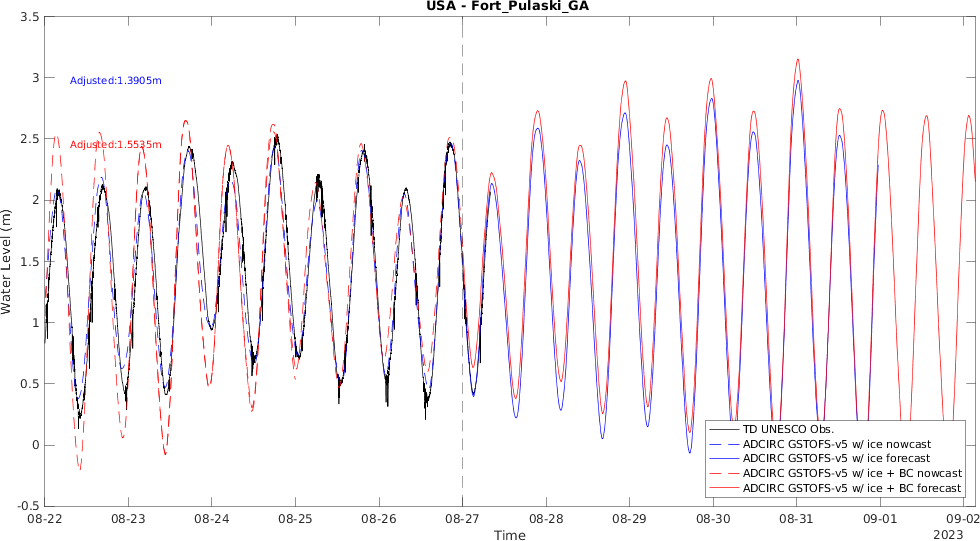 USA - Fort_Pulaski_GA
3.5
3
2.5
2
1.5
1
0.5
0
-0.5
Water Level (m)
Adjusted:1.3905m
Adjusted:1.5535m
TD UNESCO Obs.
ADCIRC GSTOFS-v5 w/ ice nowcast
ADCIRC GSTOFS-v5 w/ ice forecast
ADCIRC GSTOFS-v5 w/ ice + BC nowcast
ADCIRC GSTOFS-v5 w/ ice + BC forecast
08-22 08-23 08-24 08-25 08-26 08-27 08-28 08-29 08-30 08-31 09-01 09-02
Time
2023